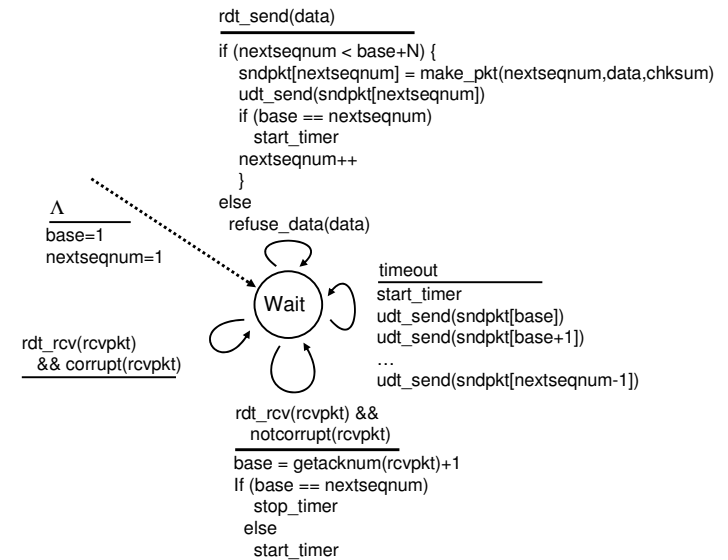 rdt_send(data)
if (nextseqnum < base+N) {
sndpkt[nextseqnum] = make_pkt(nextseqnum,data,chksum)
udt_send(sndpkt[nextseqnum])
if (base == nextseqnum)
start_timer
nextseqnum++
}
else
refuse_data(data)
Λ
base=1
nextseqnum=1
Wait
timeout
start_timer
udt_send(sndpkt[base])
udt_send(sndpkt[base+1])
…
udt_send(sndpkt[nextseqnum-1])
rdt_rcv(rcvpkt)
&& corrupt(rcvpkt)
rdt_rcv(rcvpkt) &&
notcorrupt(rcvpkt)
base = getacknum(rcvpkt)+1
If (base == nextseqnum)
stop_timer
else
start_timer